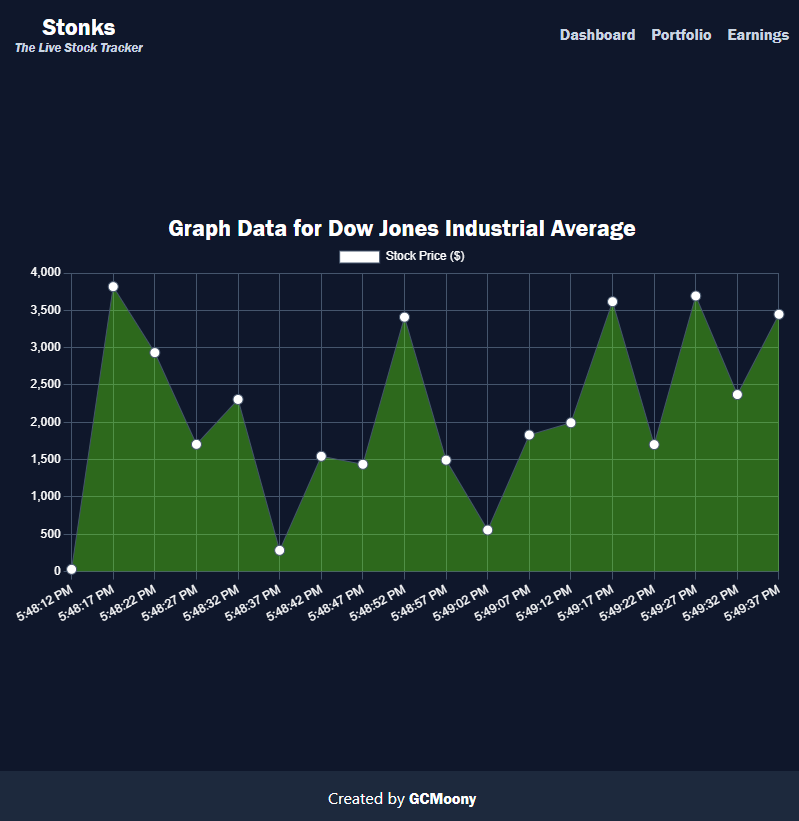 Stonks
The Live Stock Tracker
Dashboard Portfolio Earnings
Graph Data for Dow Jones Industrial Average
Stock Price ($)
4,000
3,500
3,000
2,500
2,000
1,500
1,000
500
0
5:48:12 PM
5:48:17 PM
5:48:22 PM
5:48:27 PM
5:48:32 PM
5:48:37 PM
5:48:42 PM
5:48:47 PM
5:48:52 PM
5:48:57 PM
5:49:02 PM
5:49:07 PM
5:49:12 PM
5:49:17 PM
5:49:22 PM
5:49:27 PM
5:49:32 PM
5:49:37 PM
Created by GCMoony